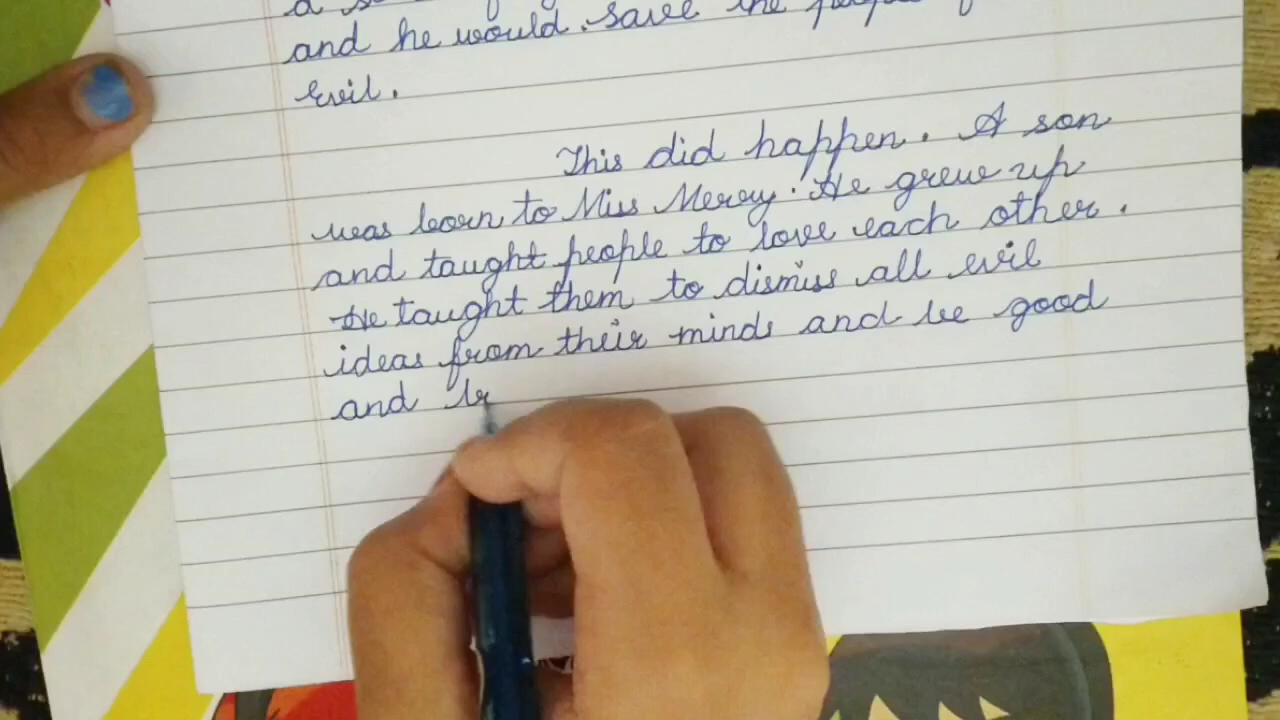 and he would save the people
evil.
This did happen. A son
was born to Miss Merey. He grew up
and taught people to love each other.
He taught them to dismiss all evil
ideas from their minds and be good
and